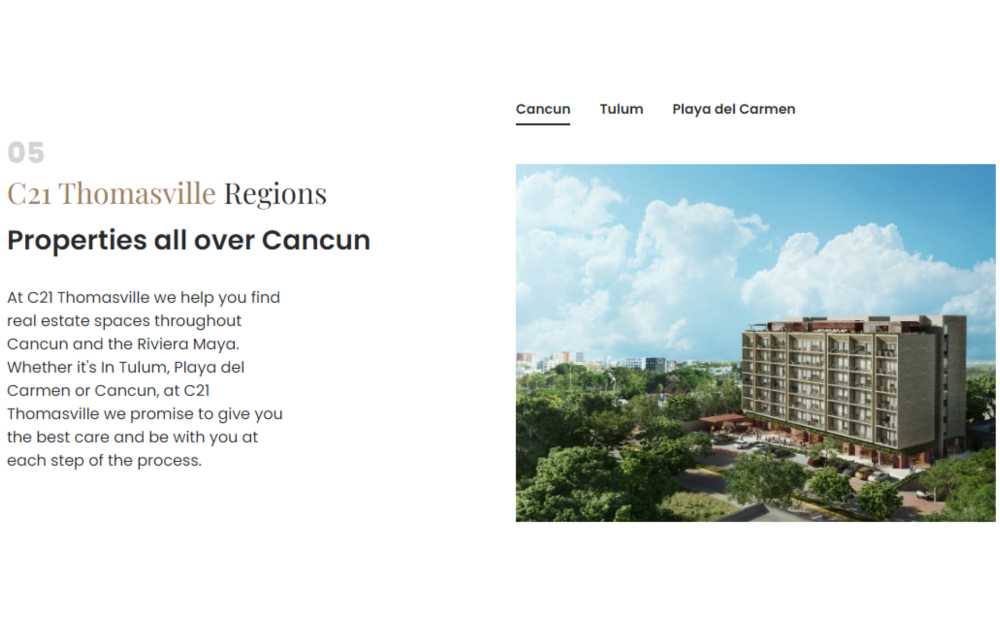 05
C21 Thomasville Regions
Properties all over Cancun
At C21 Thomasville we help you find
real estate spaces throughout
Cancun and the Riviera Maya.
Whether it's In Tulum, Playa del
Carmen or Cancun, at C21
Thomasville we promise to give you
the best care and be with you at
each step of the process.
Cancun Tulum Playa del Carmen